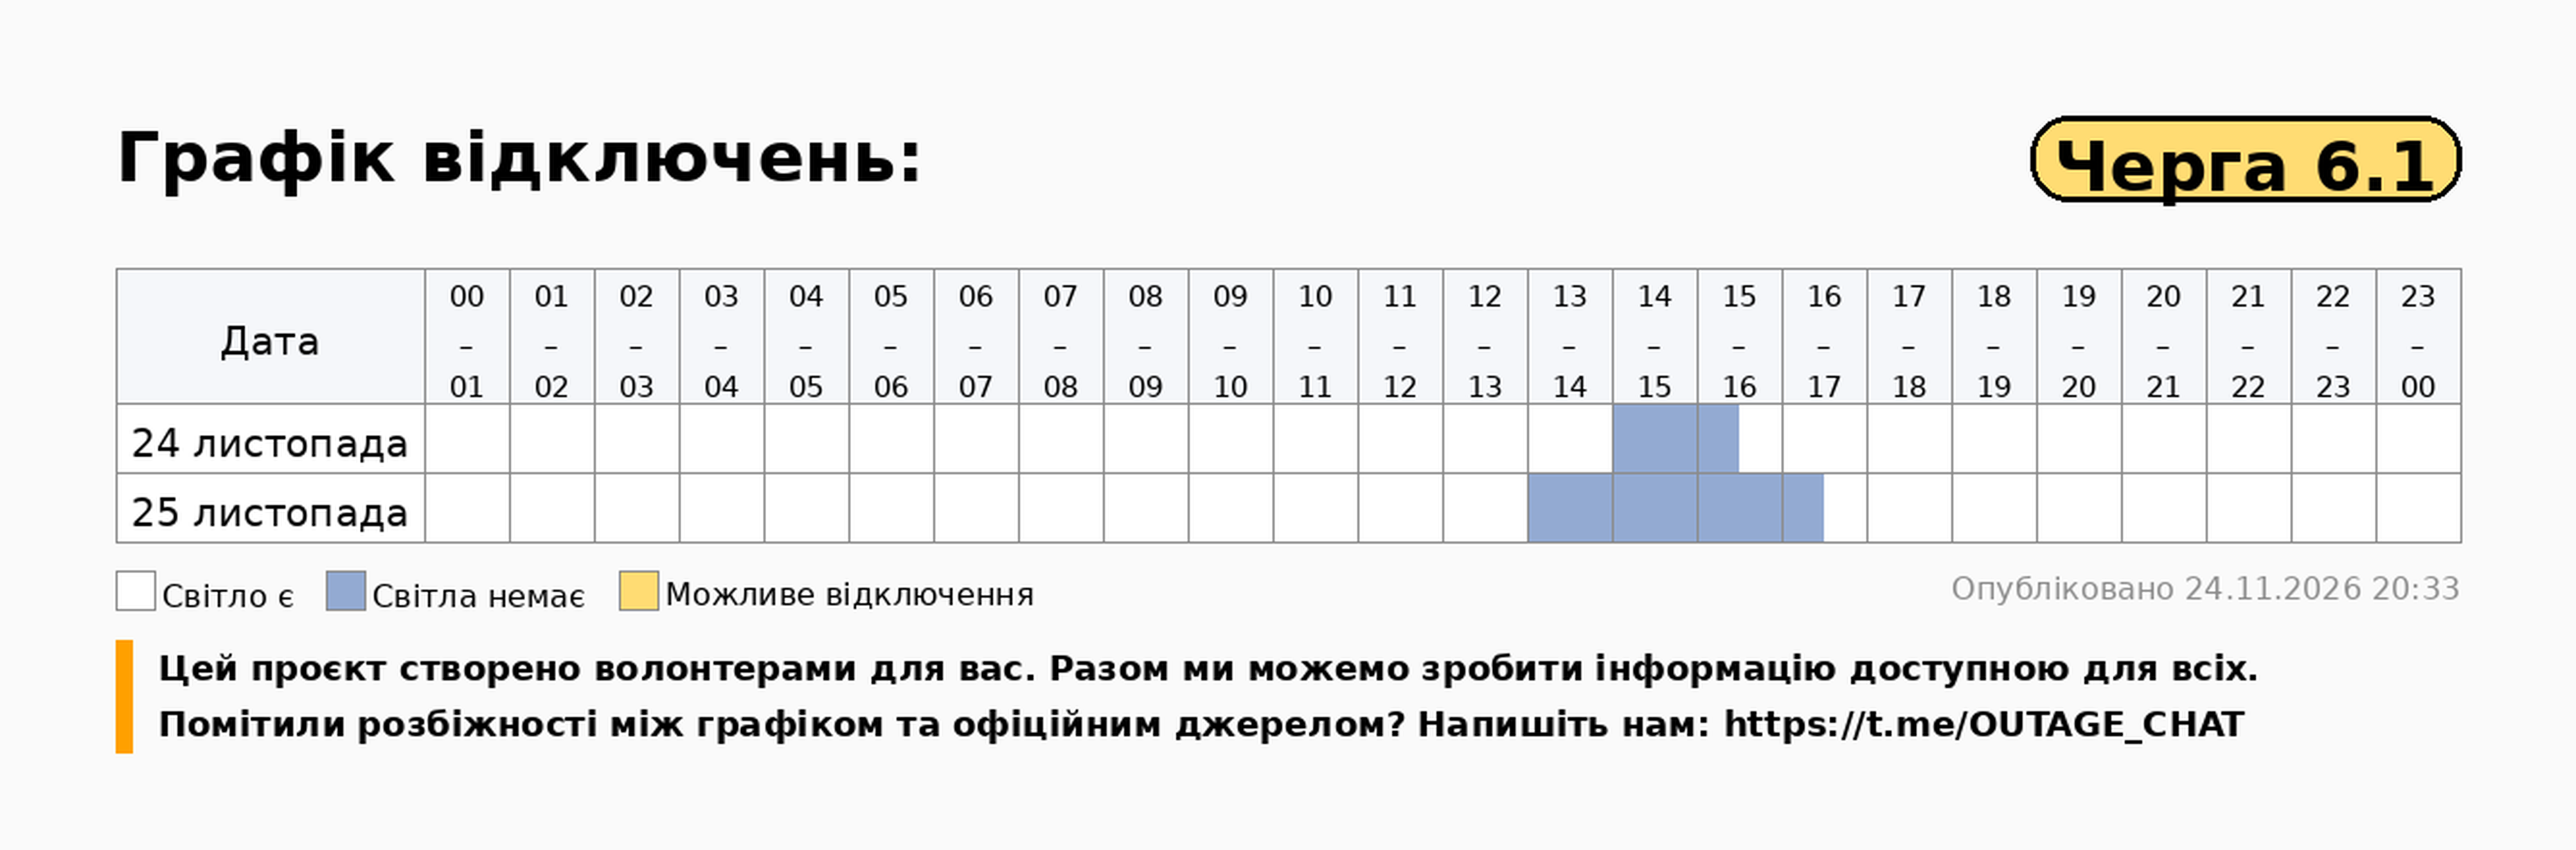 Графік відключень:
Черга 6.1
Дата
00 – 01
01 – 02
02 – 03
03 – 04
04 – 05
05 – 06
06 – 07
07 – 08
08 – 09
09 – 10
10 – 11
11 – 12
12 – 13
13 – 14
14 – 15
15 – 16
16 – 17
17 – 18
18 – 19
19 – 20
20 – 21
21 – 22
22 – 23
23 – 00
24 листопада
25 листопада
Світло є
Світла немає
Можливе відключення
Опубліковано 24.11.2026 20:33
Цей проєкт створено волонтерами для вас. Разом ми можемо зробити інформацію доступною для всіх.
Помітили розбіжності між графіком та офіційним джерелом? Напишіть нам: https://t.me/OUTAGE_CHAT